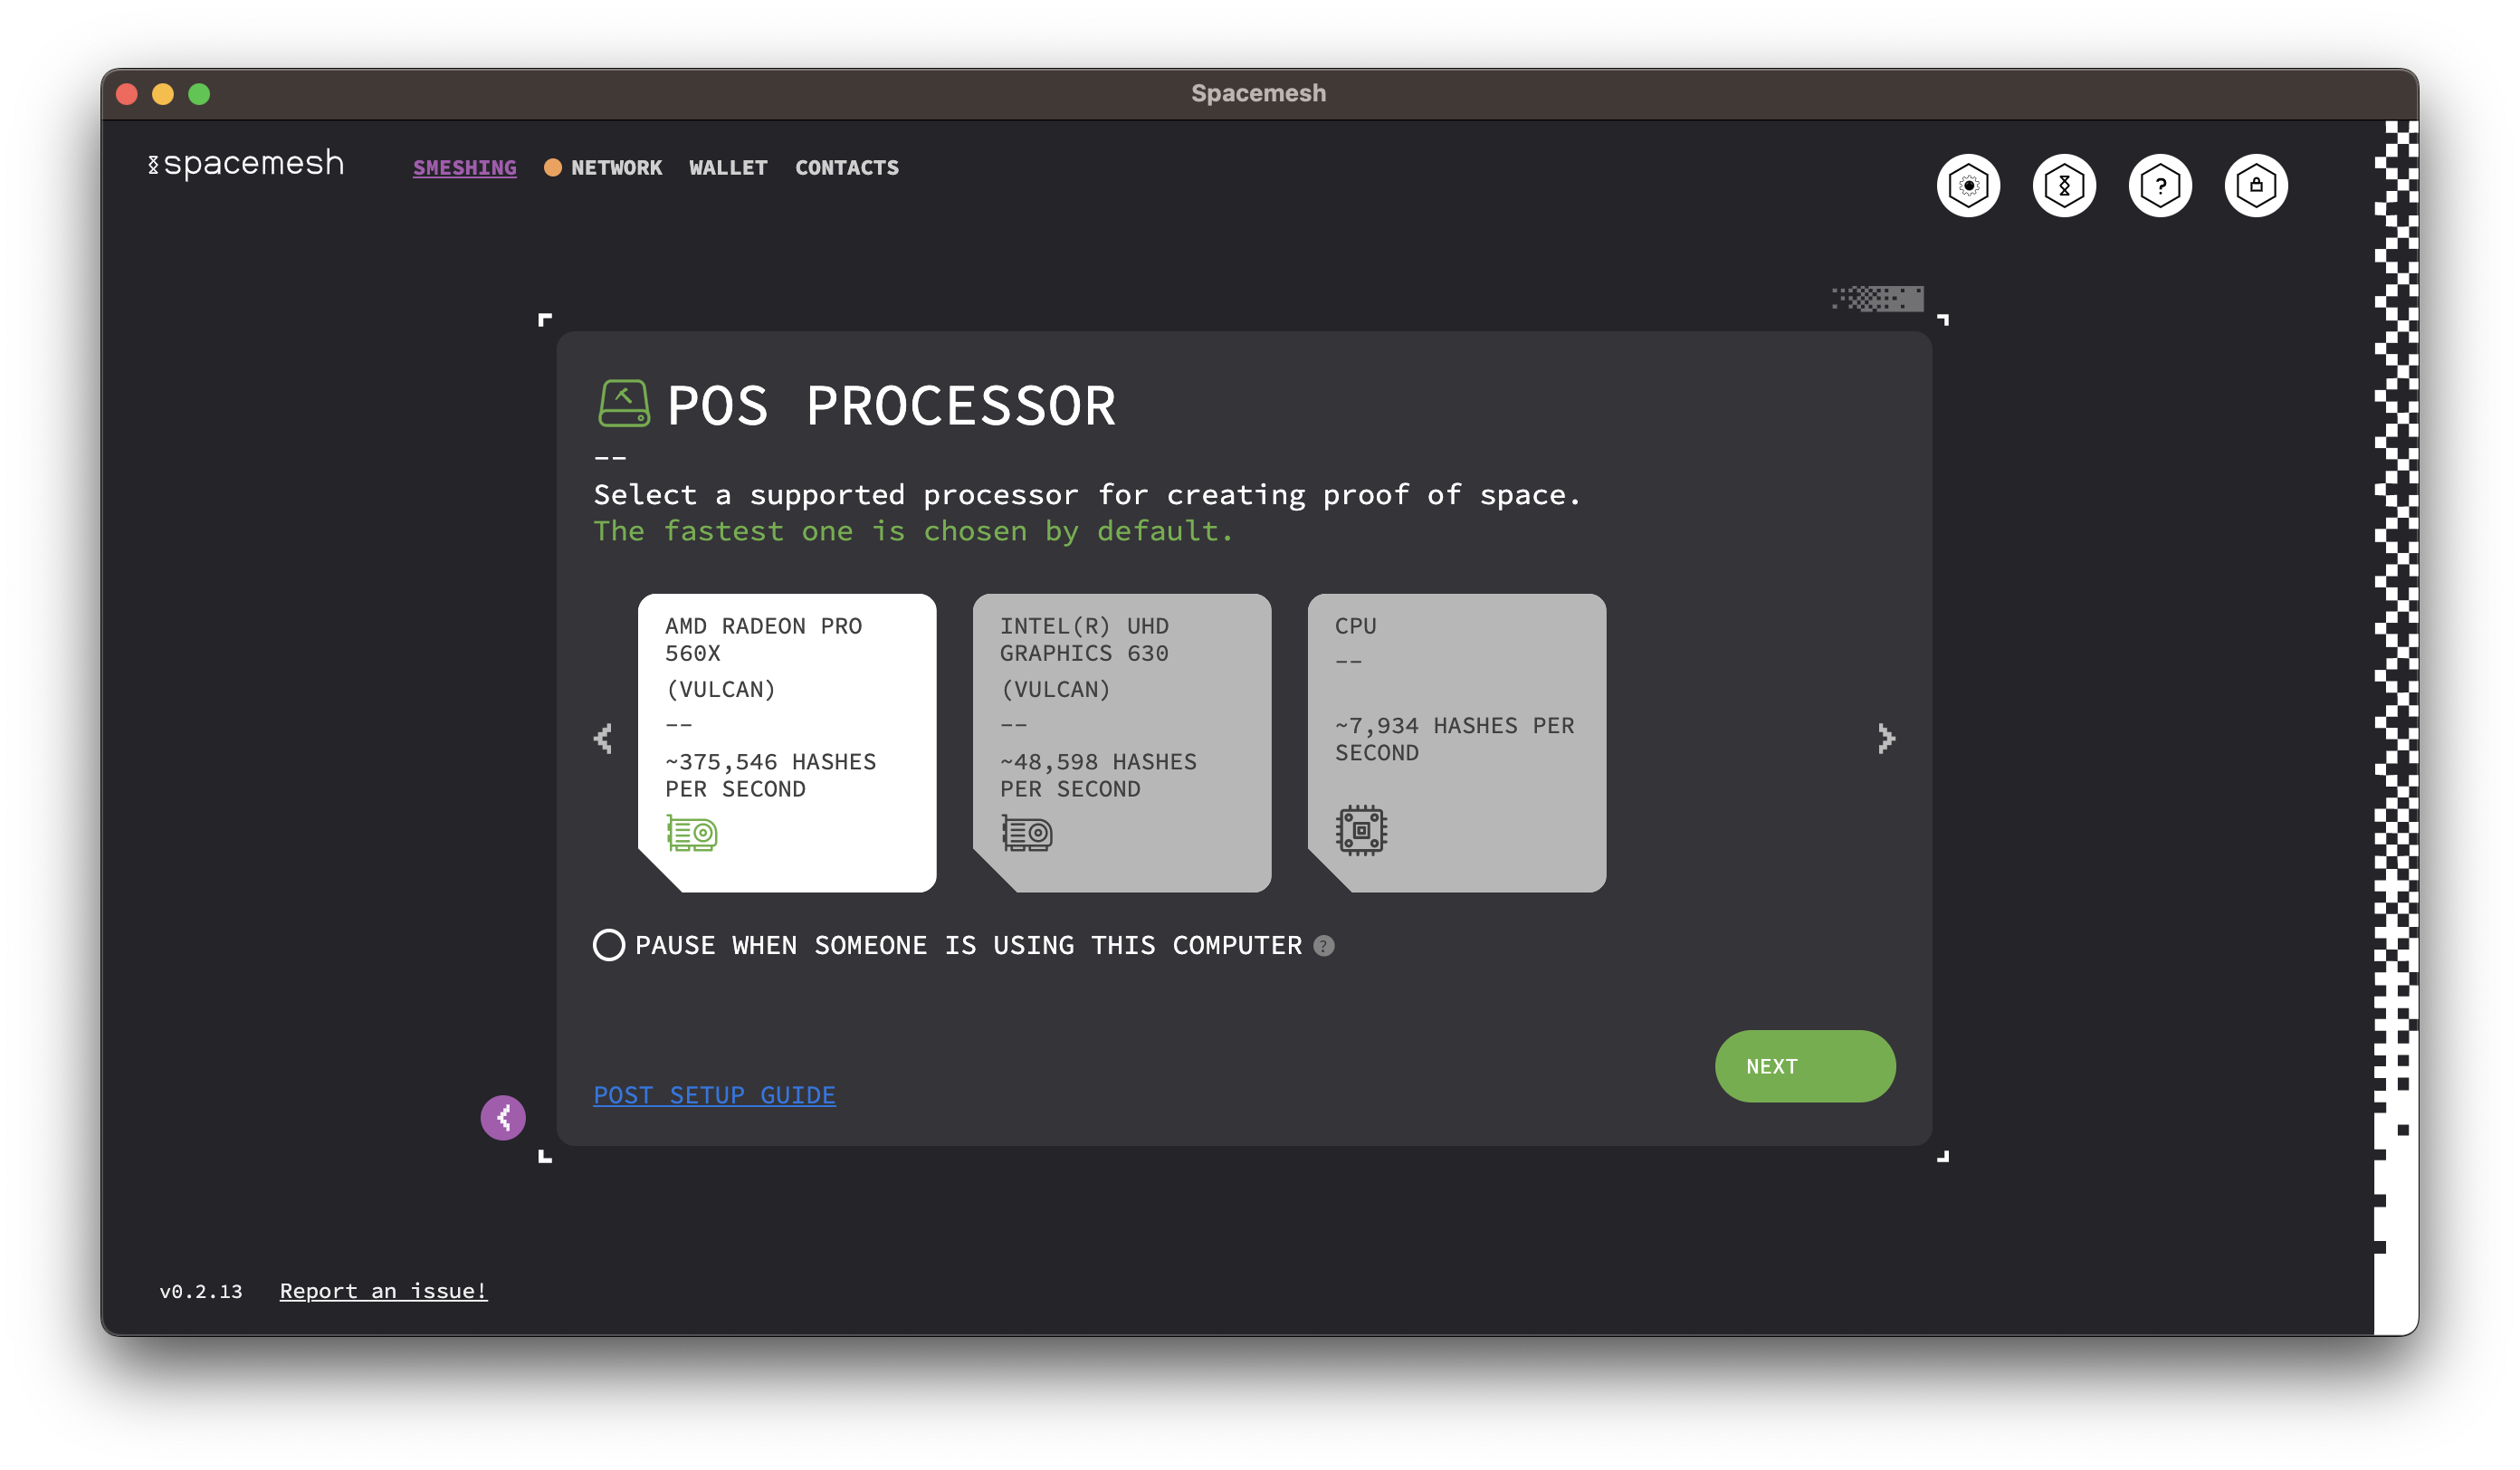 Spacemesh
spacemesh
SMESHING NETWORK WALLET CONTACTS
?
POS PROCESSOR
--
Select a supported processor for creating proof of space.
The fastest one is chosen by default.
AMD RADEON PRO
560X
(VULCAN)
--
~375,546 HASHES
PER SECOND
INTEL(R) UHD
GRAPHICS 630
(VULCAN)
--
~48,598 HASHES
PER SECOND
CPU
--
~7,934 HASHES PER
SECOND
PAUSE WHEN SOMEONE IS USING THIS COMPUTER ?
NEXT
POST SETUP GUIDE
v0.2.13 Report an issue!